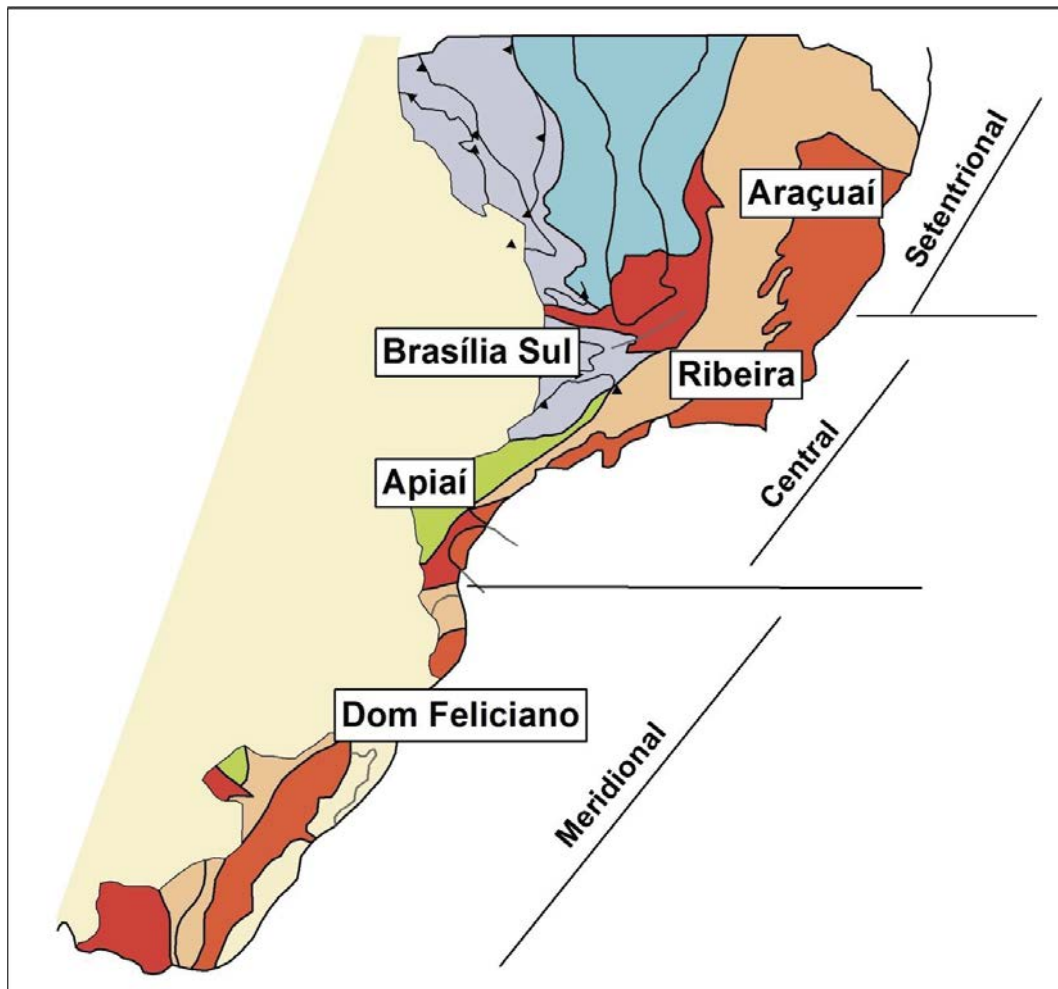 Araçuaí
Setentrional
Brasília Sul
Ribeira
Central
Apiaí
Dom Feliciano
Meridional